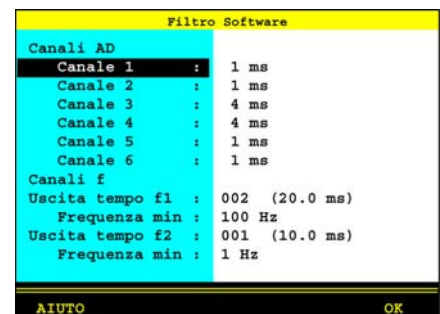 Filtro Software
Canali AD
Canale 1 : 1 ms
Canale 2 : 1 ms
Canale 3 : 4 ms
Canale 4 : 4 ms
Canale 5 : 1 ms
Canale 6 : 1 ms
Canali f
Uscita tempo f1 : 002 (20.0 ms)
Frequenza min : 100 Hz
Uscita tempo f2 : 001 (10.0 ms)
Frequenza min : 1 Hz
AIUTO OK